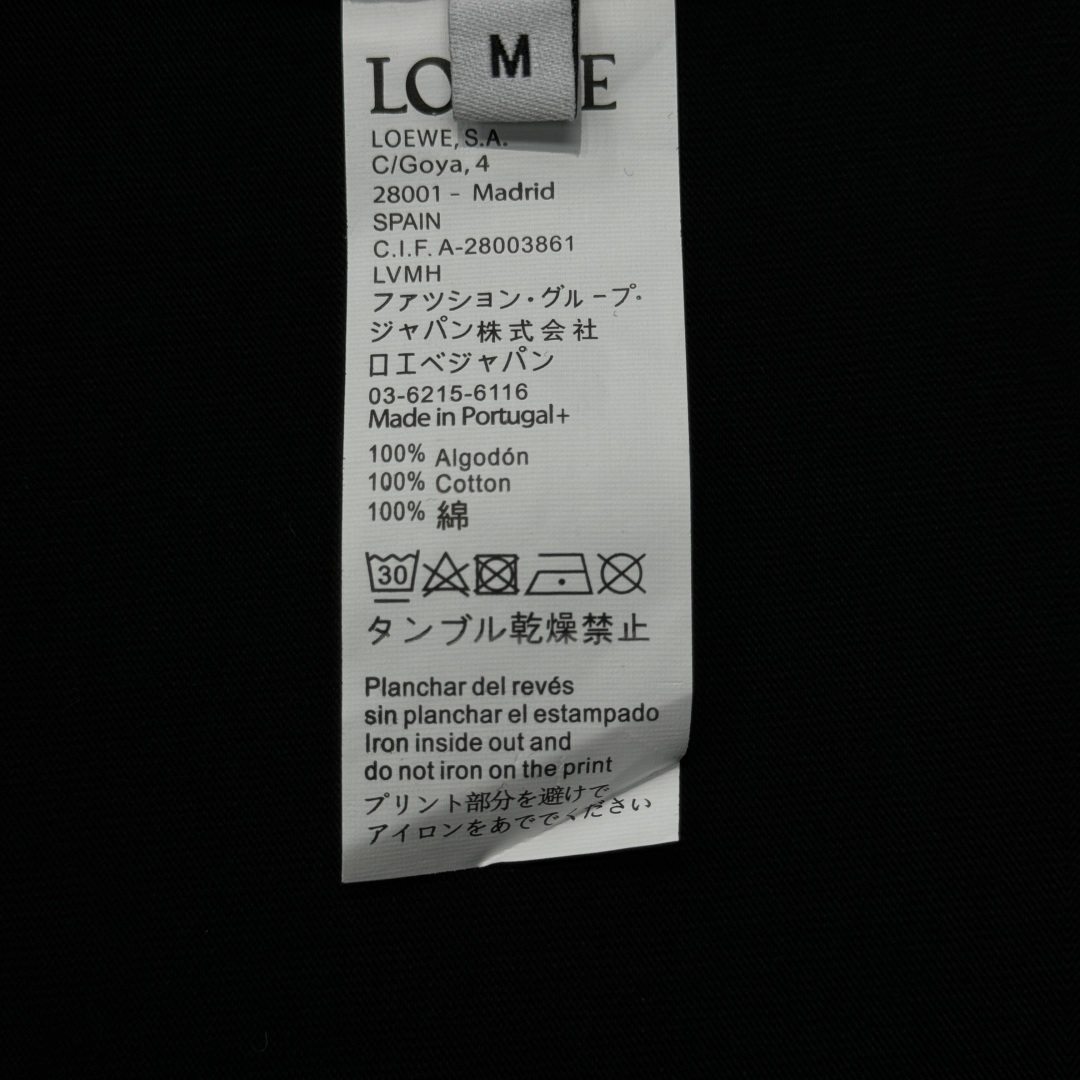 M
LO E
LOEWE, S.A.
C/Goya, 4
28001 - Madrid
SPAIN
C.I.F. A-28003861
LVMH
ファツション・グループ。
ジャパン株式会社
ロエベジャパン
03-6215-6116
Made in Portugal+
100% Algodón
100% Cotton
100% 綿
30
タンブル乾燥禁止
Planchar del revés
sin planchar el estampado
Iron inside out and
do not iron on the print
プリント部分を避けて
アイロンをあででください